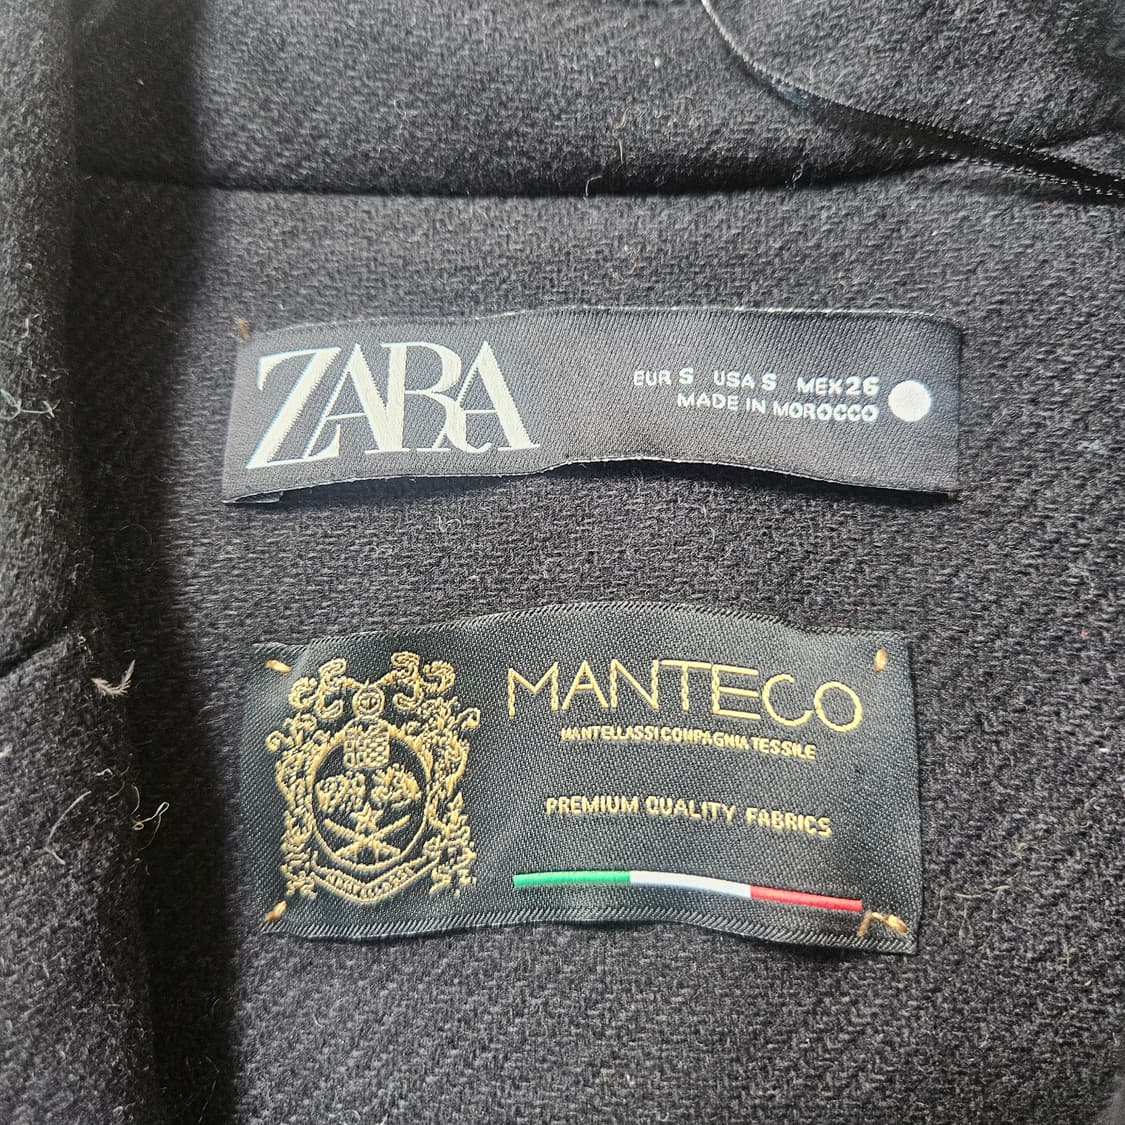 ZARA
EUR S USA S MEX 26
MADE IN MOROCCO
MANTECO
MANTELLASSI COMPAGNIA TESSILE
PREMIUM QUALITY FABRICS